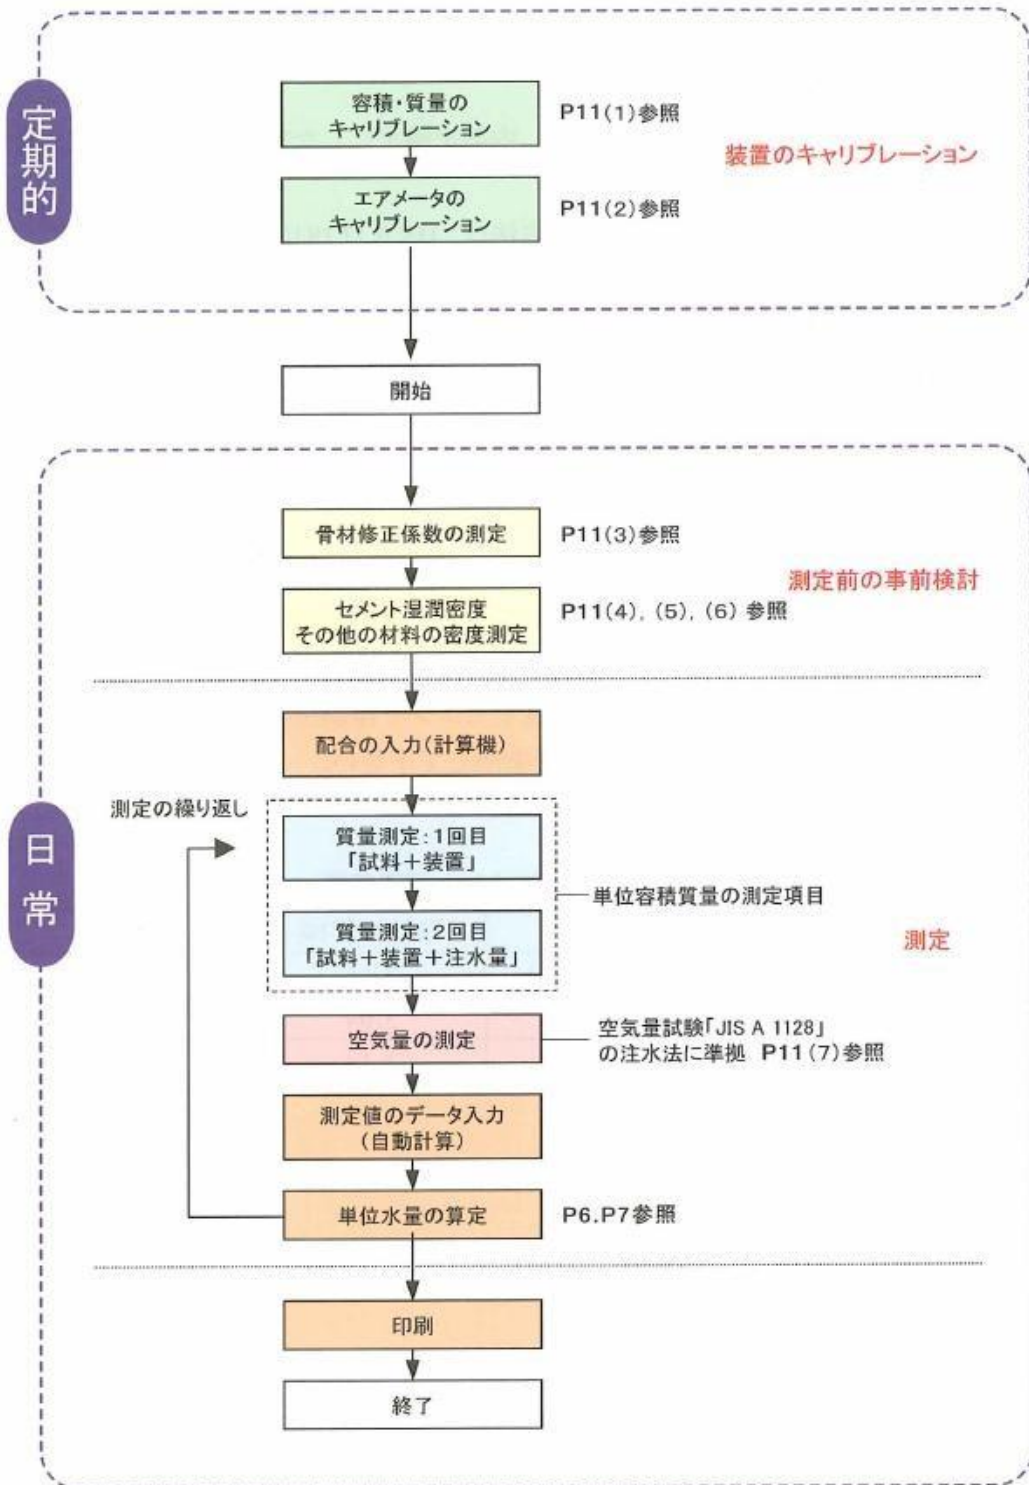 定期的
容積・質量の
キャリブレーション
P11(1)参照
装置のキャリブレーション
エアメータの
キャリブレーション
P11(2)参照
開始
骨材修正係数の測定
P11(3)参照
測定前の事前検討
セメント湿潤密度
その他の材料の密度測定
P11(4), (5), (6) 参照
配合の入力(計算機)
日常
測定の繰り返し
質量測定:1回目
「試料+装置」
単位容積質量の測定項目
質量測定:2回目
「試料+装置+注水量」
測定
空気量の測定
空気量試験「JIS A 1128」
の注水法に準拠 P11(7)参照
測定値のデータ入力
(自動計算)
単位水量の算定
P6.P7参照
印刷
終了